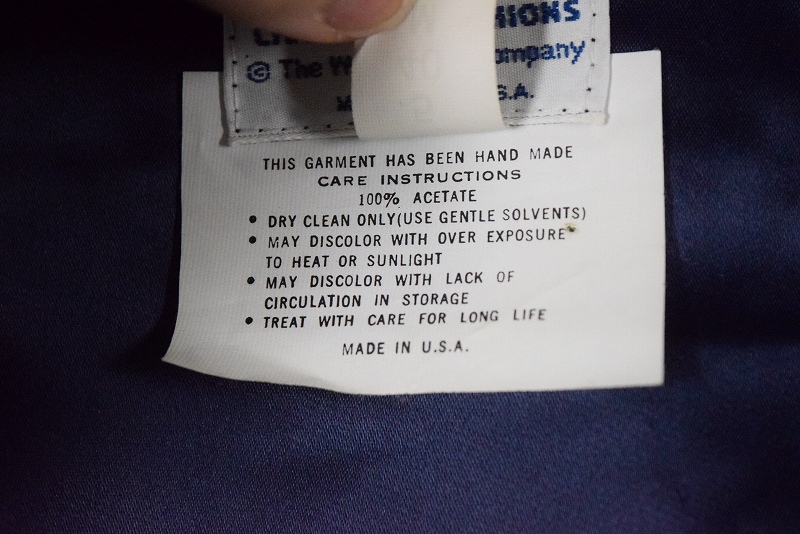 IONS
© The W ompany
S.A.
THIS GARMENT HAS BEEN HAND MADE
CARE INSTRUCTIONS
100% ACETATE
• DRY CLEAN ONLY(USE GENTLE SOLVENTS)
• MAY DISCOLOR WITH OVER EXPOSURE
TO HEAT OR SUNLIGHT
• MAY DISCOLOR WITH LACK OF
CIRCULATION IN STORAGE
• TREAT WITH CARE FOR LONG LIFE
MADE IN U.S.A.